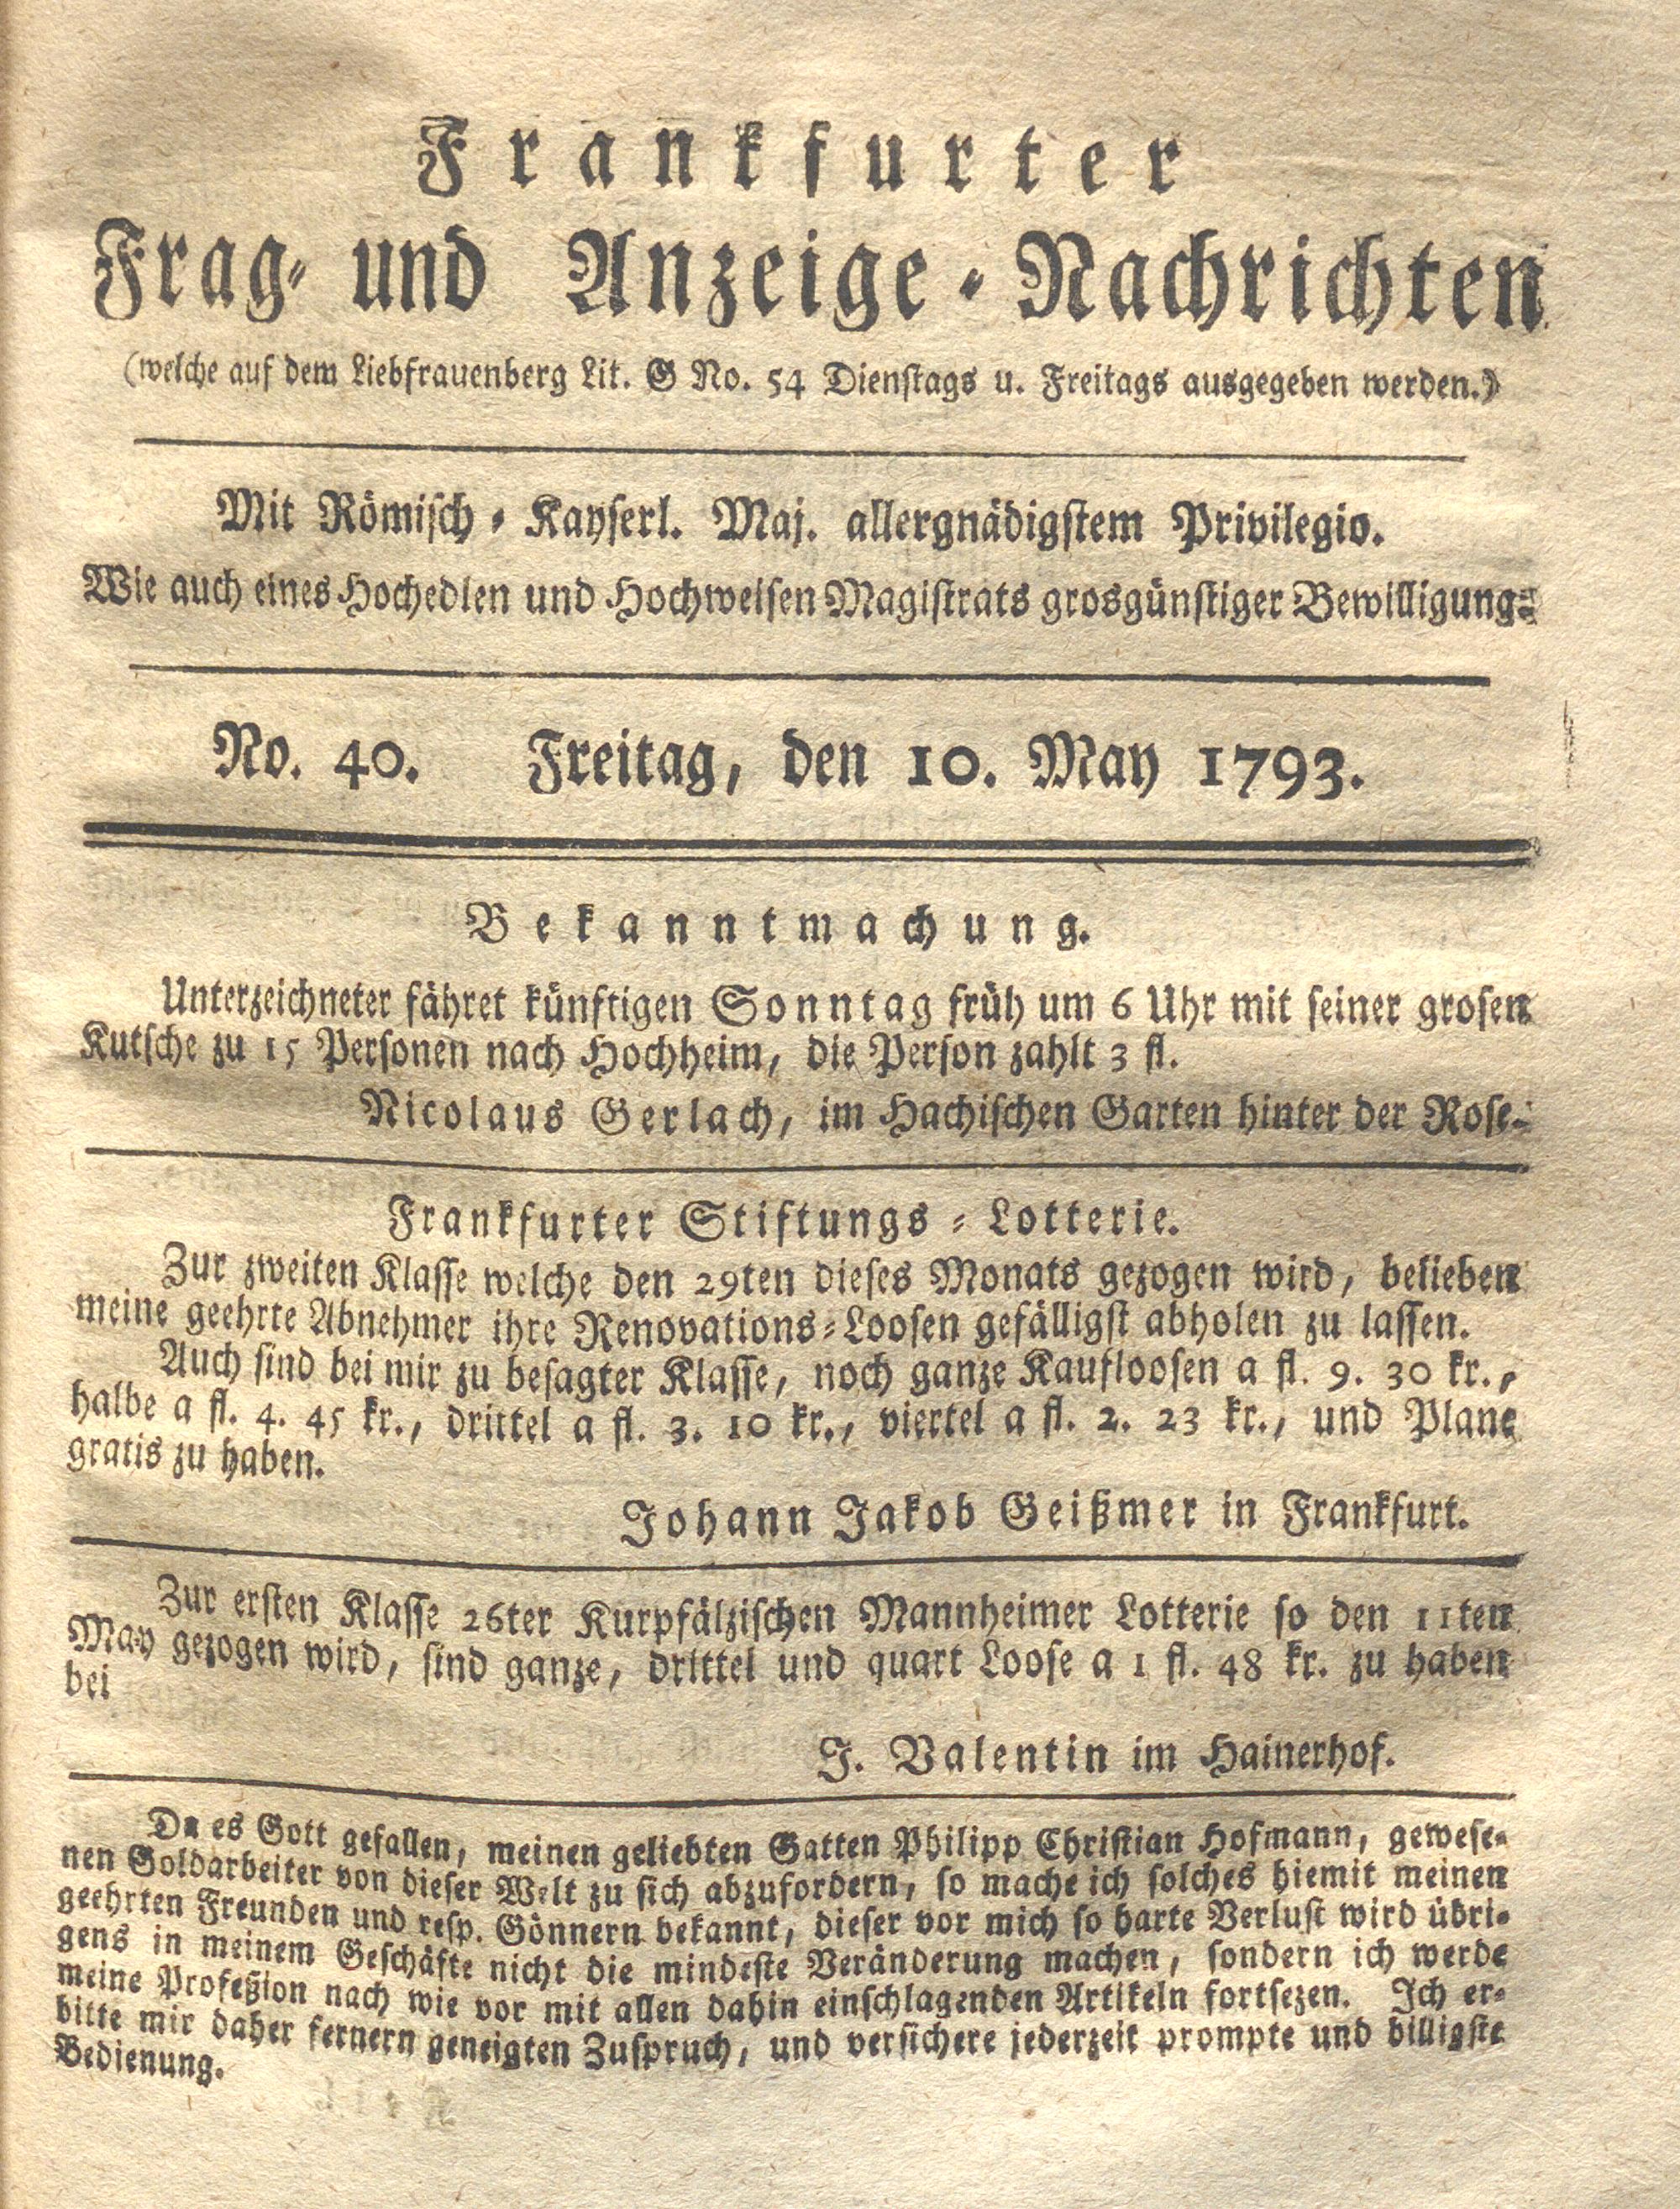 Frankfurter
Frag- und Anzeige-Nachrichten
(welche auf dem Liebfrauenberg Lit. G No. 54 Dienstags u. Freitags ausgegeben werden.)
Mit Römisch-Kayserl. Maj. allergnädigstem Privilegio.
Wie auch eines Hochedlen und Hochweisen Magistrats grosgünstiger Bewilligung.
No. 40. Freitag, den 10. May 1793.
Bekanntmachung.
Unterzeichneter fähret künftigen Sonntag früh um 6 Uhr mit seiner grosen
Kutsche zu 15 Personen nach Hochheim, die Person zahlt 3 fl.
Nicolaus Gerlach, im Hachischen Garten hinter der Rose.
Frankfurter Stiftungs-Lotterie.
Zur zweiten Klasse welche den 29ten dieses Monats gezogen wird, belieben
meine geehrte Abnehmer ihre Renovations-Loosen gefälligst abholen zu lassen.
Auch sind bei mir zu besagter Klasse, noch ganze Kaufloosen a fl. 9. 30 kr.,
halbe a fl. 4. 45 kr., drittel a fl. 3. 10 kr., viertel a fl. 2. 23 kr., und Plane
gratis zu haben.
Johann Jakob Geißmer in Frankfurt.
Zur ersten Klasse 26ter Kurpfälzischen Mannheimer Lotterie so den 11ten
May gezogen wird, sind ganze, drittel und quart Loose a 1 fl. 48 kr. zu haben
bei
J. Valentin im Hainerhof.
Da es Gott gefallen, meinen geliebten Gatten Philipp Christian Hofmann, gewese-
nen Goldarbeiter von dieser Welt zu sich abzufordern, so mache ich solches hiemit meinen
geehrten Freunden und resp. Gönnern bekannt, dieser vor mich so harte Verlust wird übri-
gens in meinem Geschäfte nicht die mindeste Veränderung machen, sondern ich werde
meine Profeßion nach wie vor mit allen dahin einschlagenden Artikeln fortsezen. Ich er-
bitte mir daher fernern geneigten Zuspruch, und versichere jederzeit prompte und billigste
Bedienung.